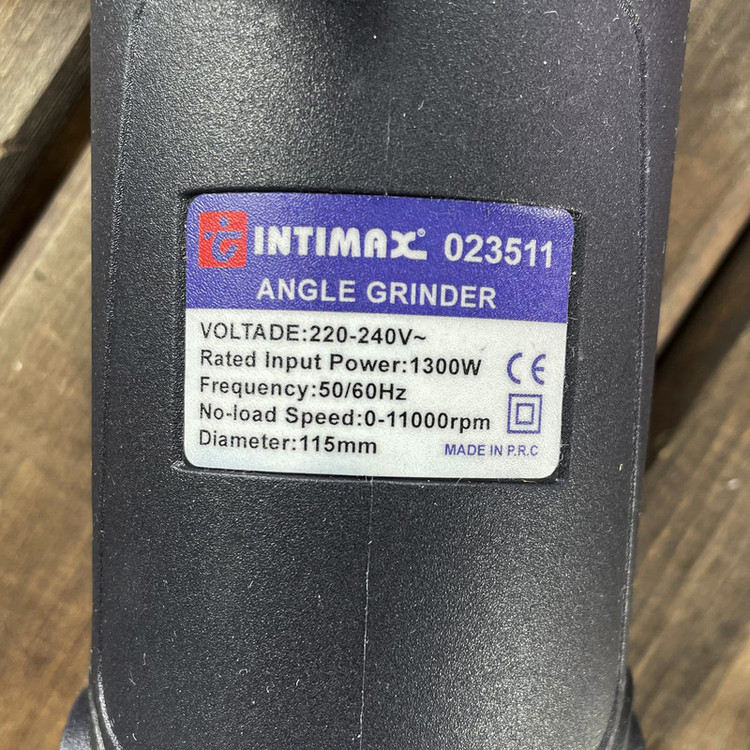 INTIMAX® 023511
ANGLE GRINDER
VOLTADE:220-240V~
Rated Input Power:1300W
Frequency:50/60Hz
No-load Speed:0-11000rpm
Diameter:115mm
CE
MADE IN P.R.C